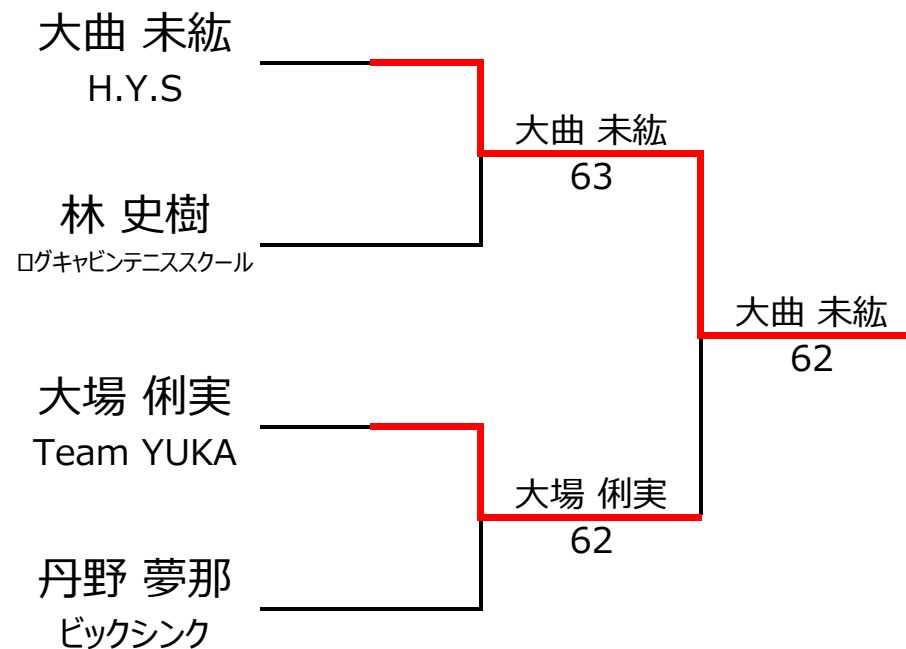 大曲 未紘
H.Y.S
林 史樹
ログキャビンテニススクール
大場 俐実
Team YUKA
丹野 夢那
ビックシンク
大曲 未紘
63
大場 俐実
62
大曲 未紘
62